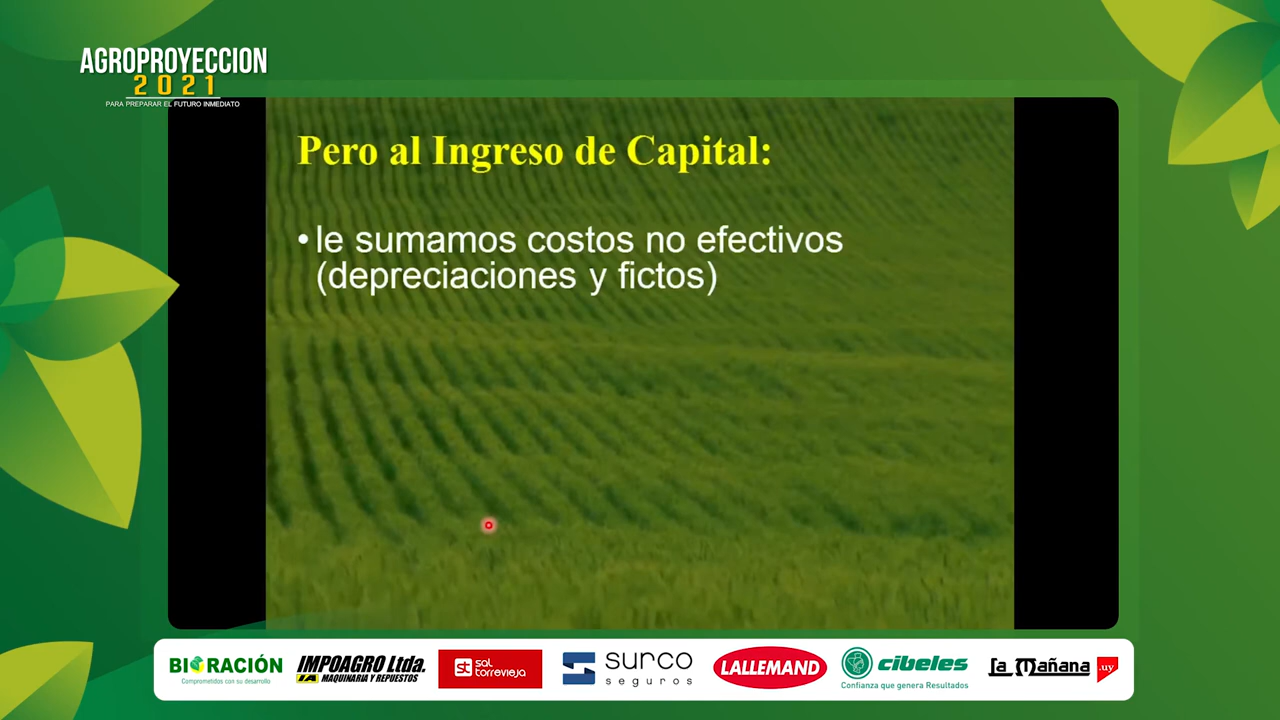 AGROPROYECCION
2021
PARA PREPARAR EL FUTURO INMEDIATO
Pero al Ingreso de Capital:
• le sumamos costos no efectivos
(depreciaciones y fictos)
BIORACIÓN
Comprometidos con su desarrollo
IMPOAGRO Ltda.
IA MAQUINARIA Y REPUESTOS
st sal
torrevieja
surco
seguros
LALLEMAND
cibeles
Confianza que genera Resultados
La Mañana .uy